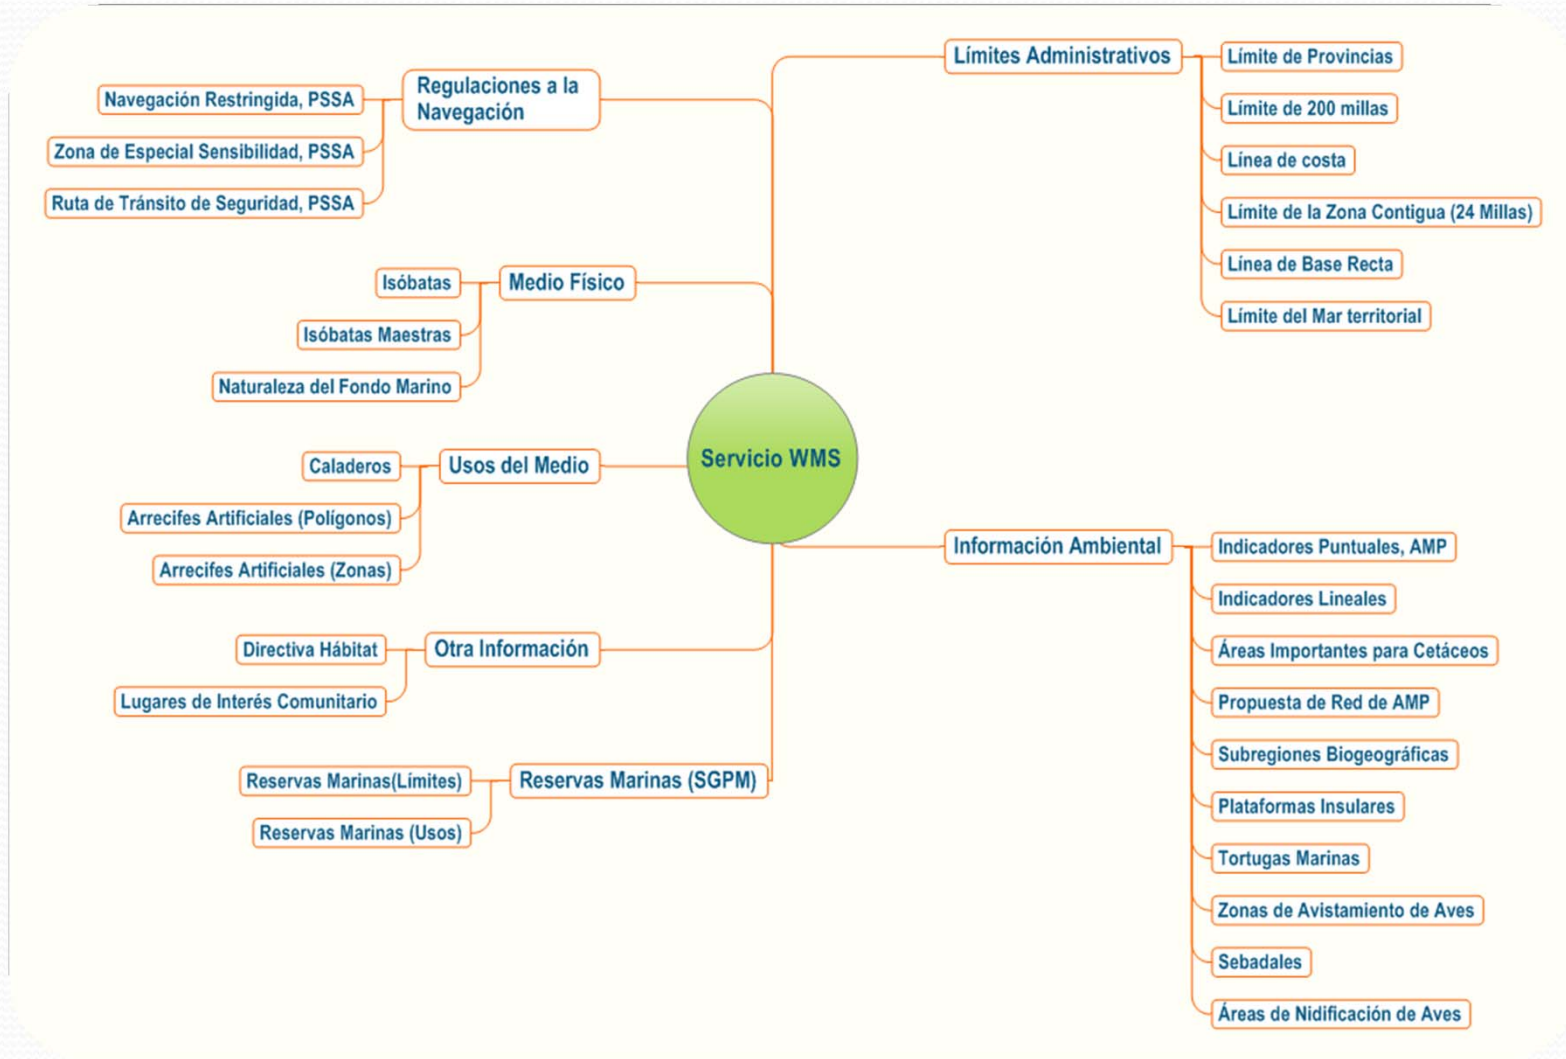 Servicio WMS
Regulaciones a la
Navegación
Navegación Restringida, PSSA
Zona de Especial Sensibilidad, PSSA
Ruta de Tránsito de Seguridad, PSSA
Medio Físico
Isóbatas
Isóbatas Maestras
Naturaleza del Fondo Marino
Usos del Medio
Caladeros
Arrecifes Artificiales (Polígonos)
Arrecifes Artificiales (Zonas)
Otra Información
Directiva Hábitat
Lugares de Interés Comunitario
Reservas Marinas (SGPM)
Reservas Marinas(Límites)
Reservas Marinas (Usos)
Límites Administrativos
Límite de Provincias
Límite de 200 millas
Línea de costa
Límite de la Zona Contigua (24 Millas)
Línea de Base Recta
Límite del Mar territorial
Información Ambiental
Indicadores Puntuales, AMP
Indicadores Lineales
Áreas Importantes para Cetáceos
Propuesta de Red de AMP
Subregiones Biogeográficas
Plataformas Insulares
Tortugas Marinas
Zonas de Avistamiento de Aves
Sebadales
Áreas de Nidificación de Aves